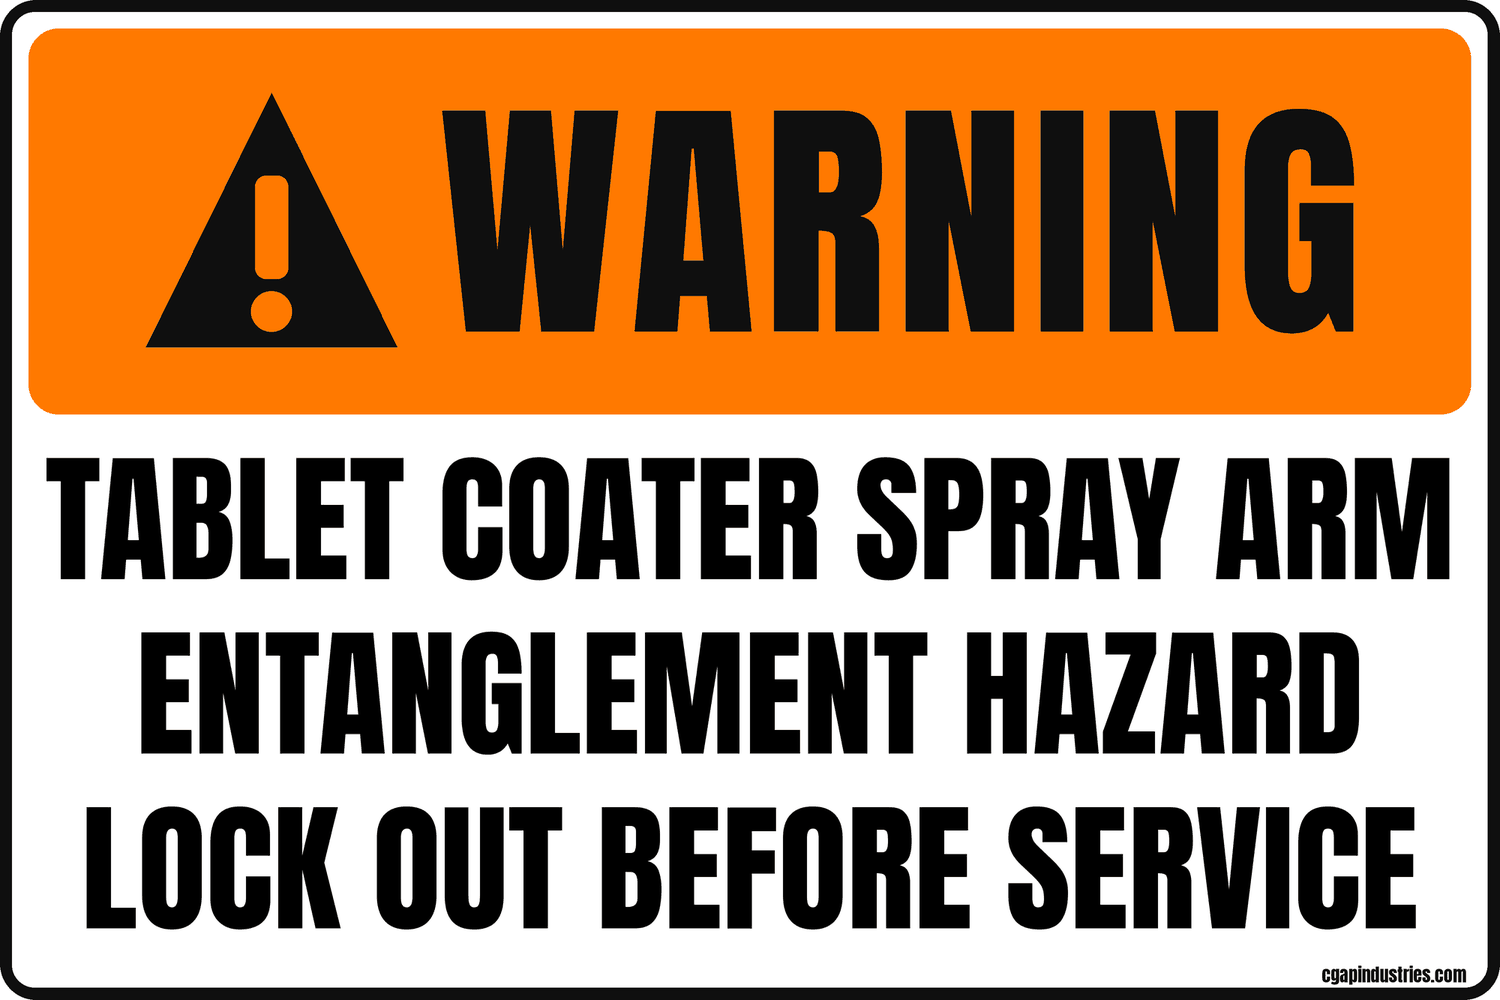 WARNING
TABLET COATER SPRAY ARM
ENTANGLEMENT HAZARD
LOCK OUT BEFORE SERVICE
cgapindustries.com